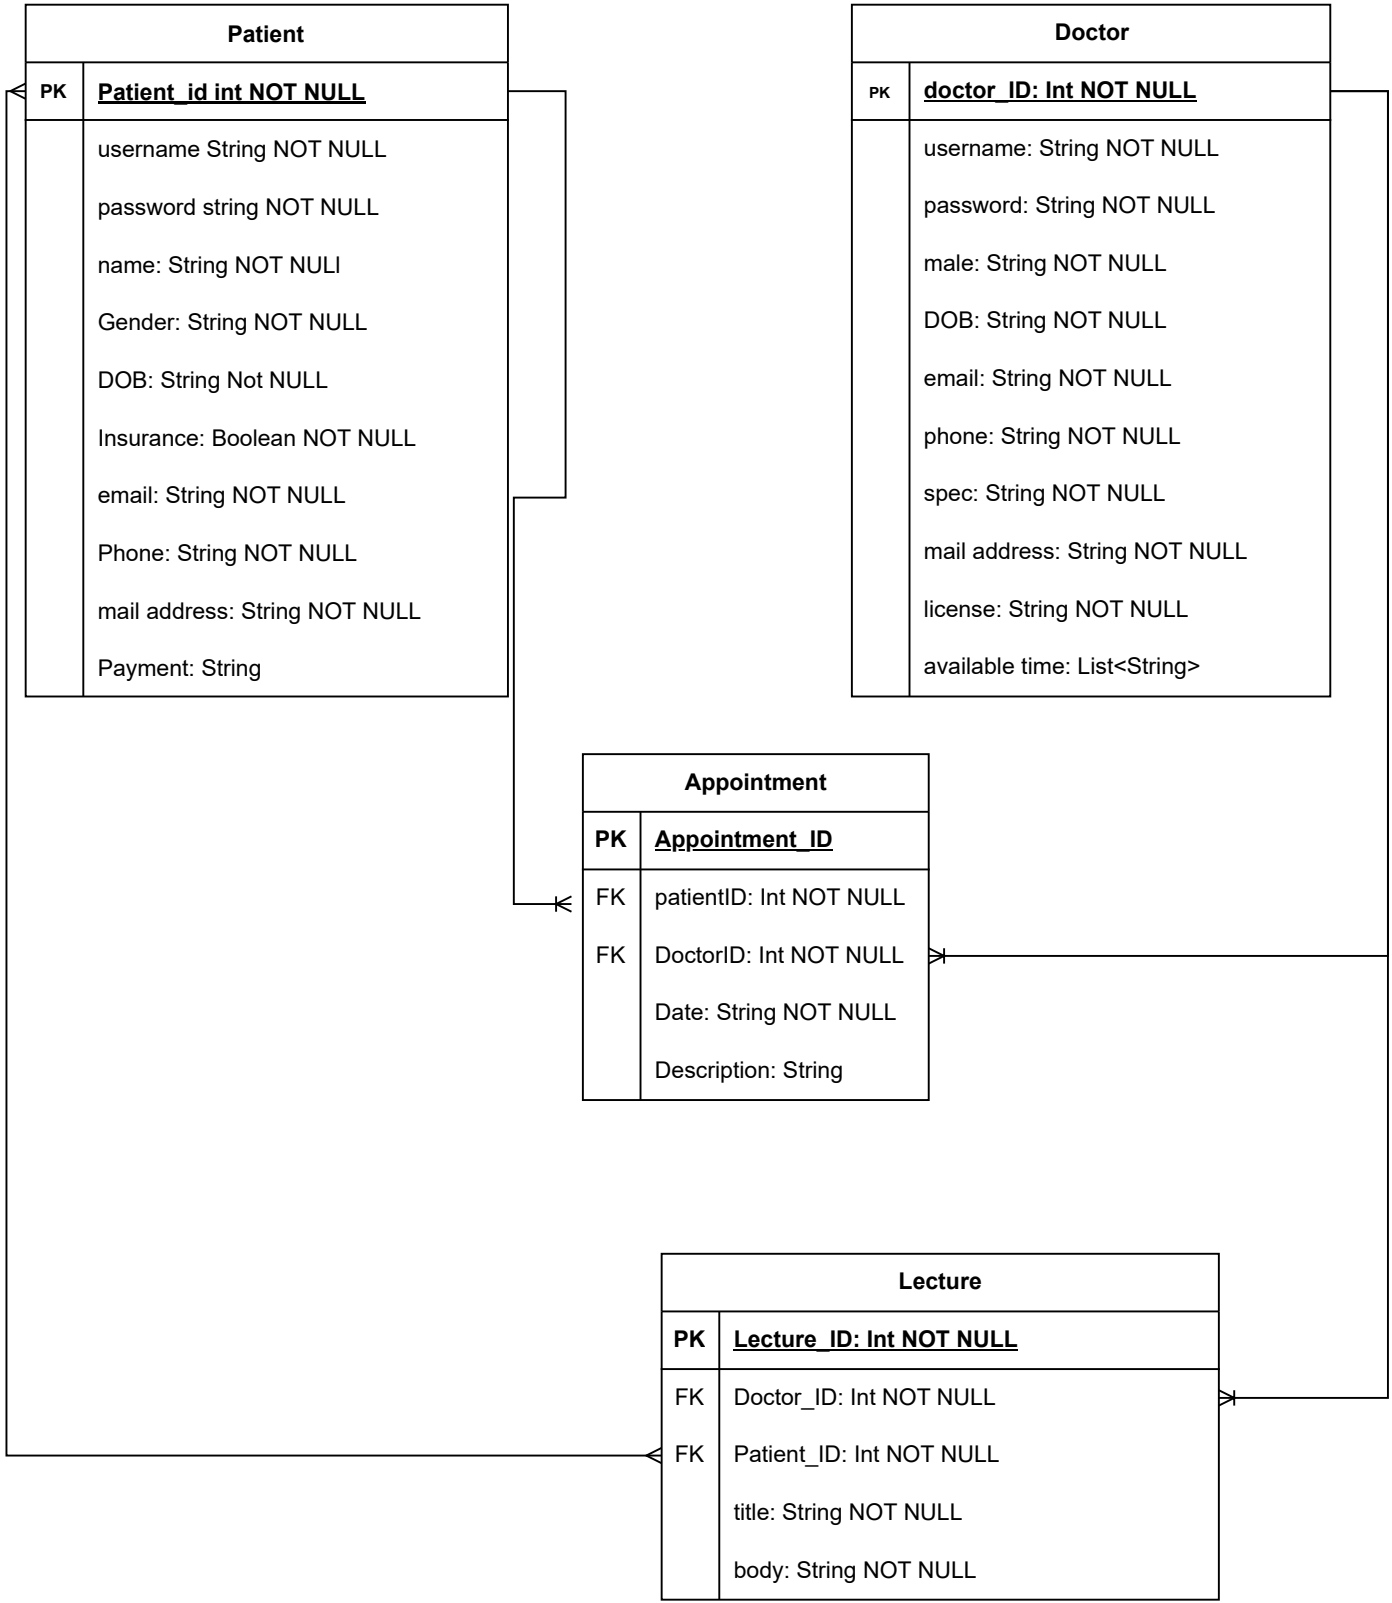 Patient
PK Patient_id int NOT NULL
username String NOT NULL
password string NOT NULL
name: String NOT NULl
Gender: String NOT NULL
DOB: String Not NULL
Insurance: Boolean NOT NULL
email: String NOT NULL
Phone: String NOT NULL
mail address: String NOT NULL
Payment: String
Doctor
PK doctor_ID: Int NOT NULL
username: String NOT NULL
password: String NOT NULL
male: String NOT NULL
DOB: String NOT NULL
email: String NOT NULL
phone: String NOT NULL
spec: String NOT NULL
mail address: String NOT NULL
license: String NOT NULL
available time: List<String>
Appointment
PK Appointment_ID
FK patientID: Int NOT NULL
FK DoctorID: Int NOT NULL
Date: String NOT NULL
Description: String
Lecture
PK Lecture_ID: Int NOT NULL
FK Doctor_ID: Int NOT NULL
FK Patient_ID: Int NOT NULL
title: String NOT NULL
body: String NOT NULL